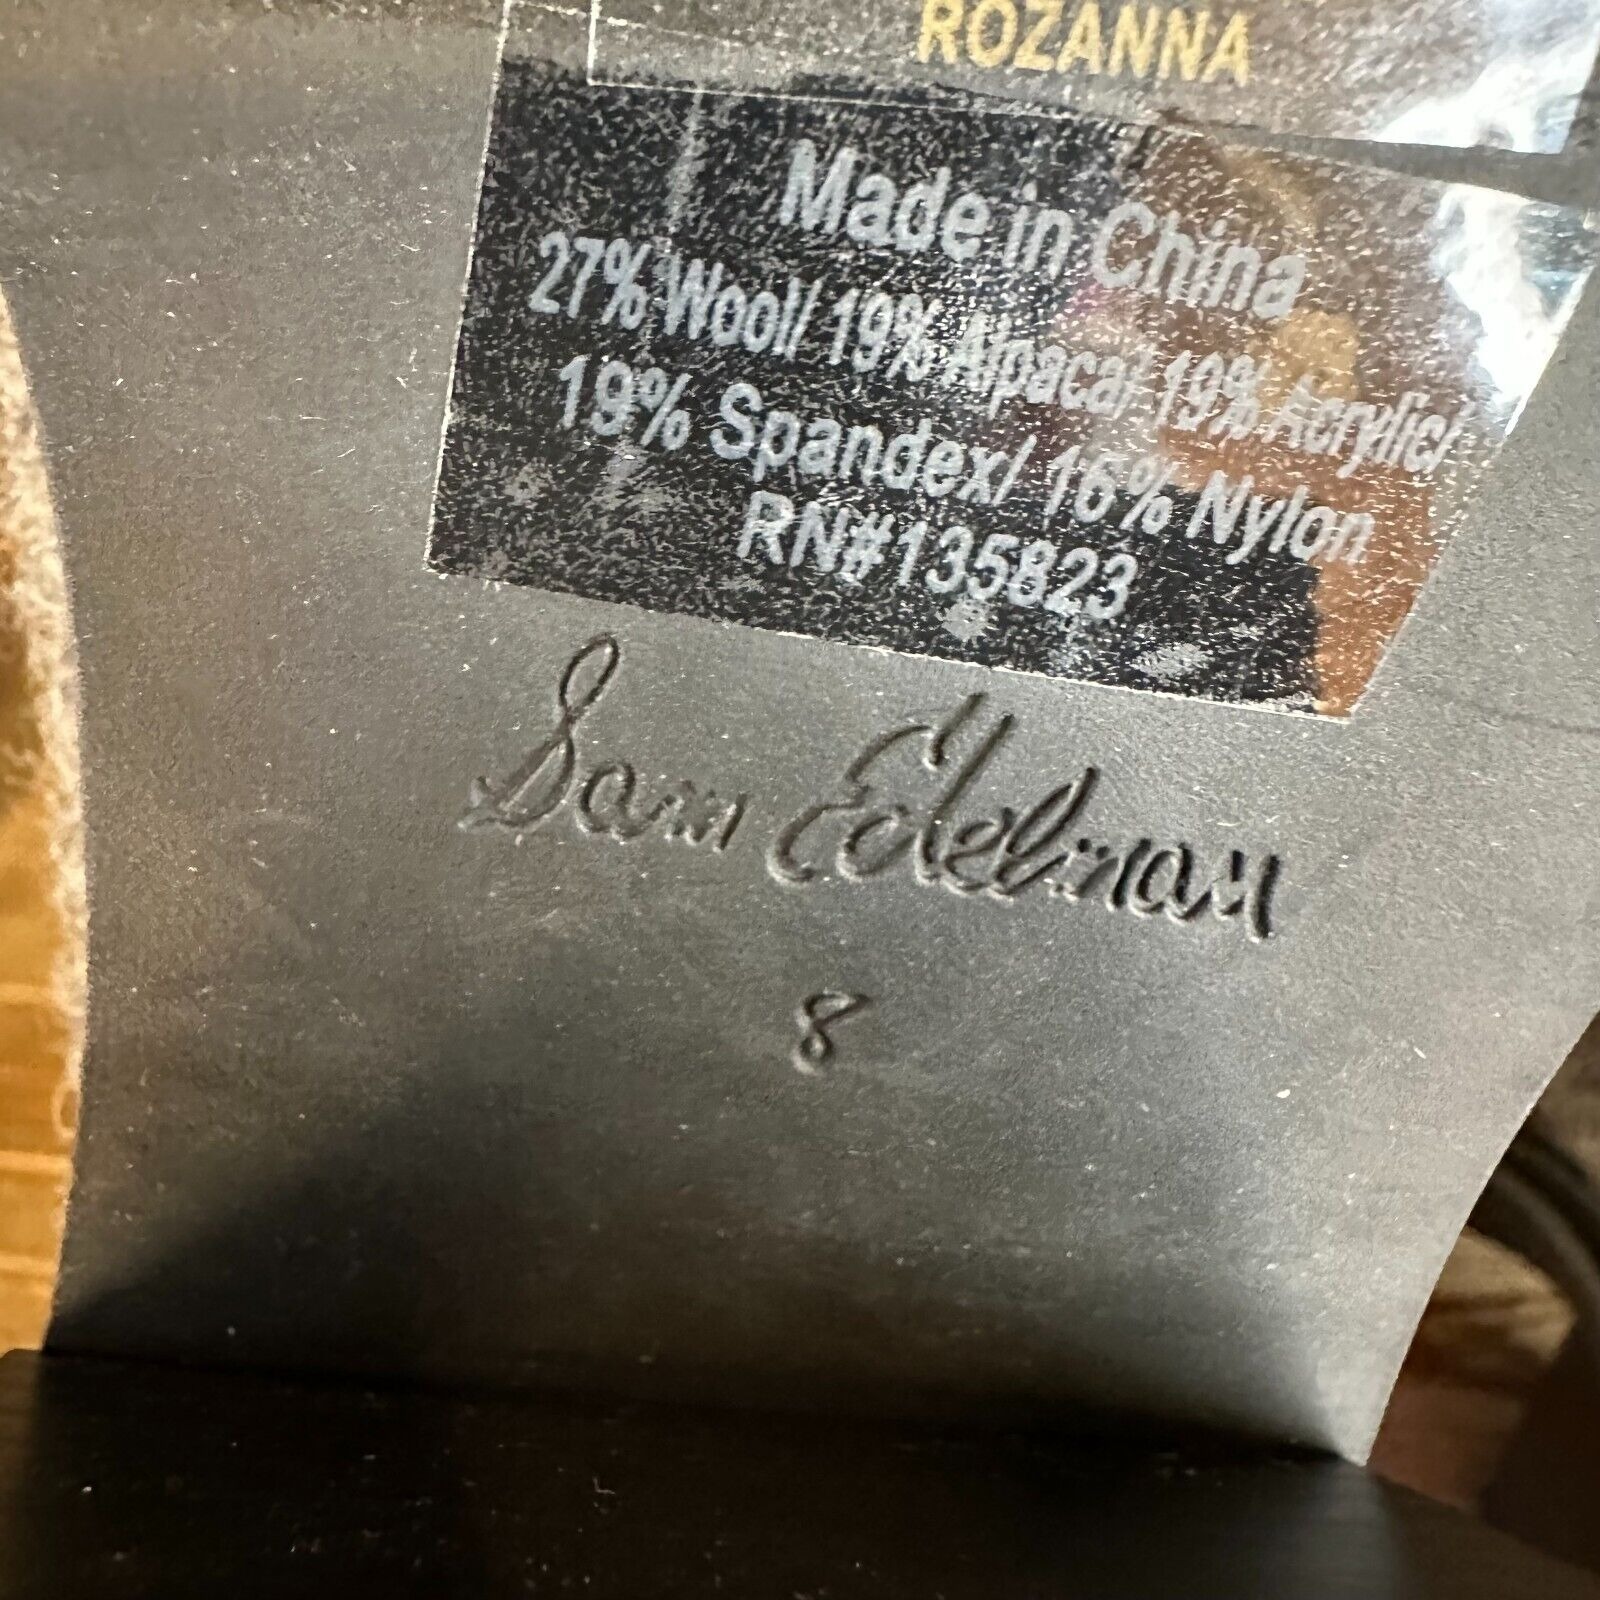 ROZANNA
Made in China
27% Wool/ 19% Alpaca/ 19% Acrylic/
19% Spandex/ 16% Nylon
RN#135823
Sam Edelman
8